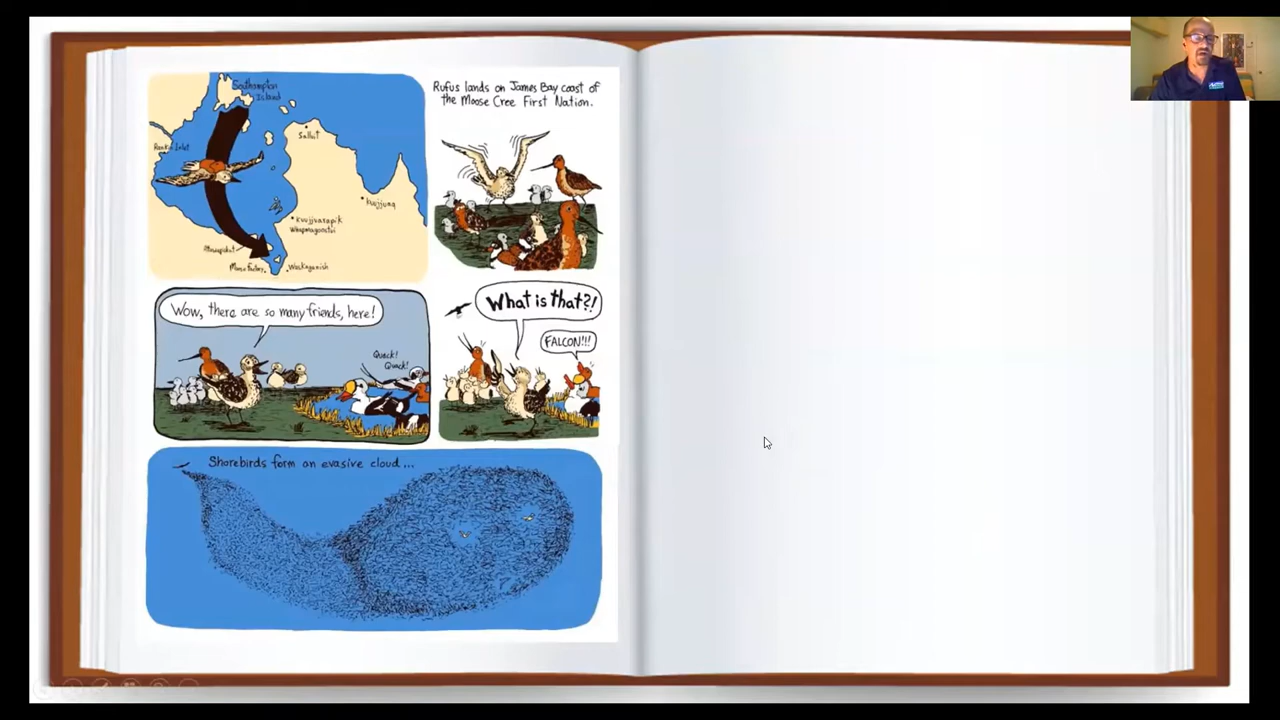 Southampton
Island
Salluit
Kuujjuaq
Kuujjuarapik
Whapmagoostui
Moose Factory
Waskaganish
Rufus lands on James Bay coast of
the Moose Cree First Nation.
Wow, there are so many friends, here!
Quack!
Quack!
What is that?!
FALCON!!!
Shorebirds form an evasive cloud...